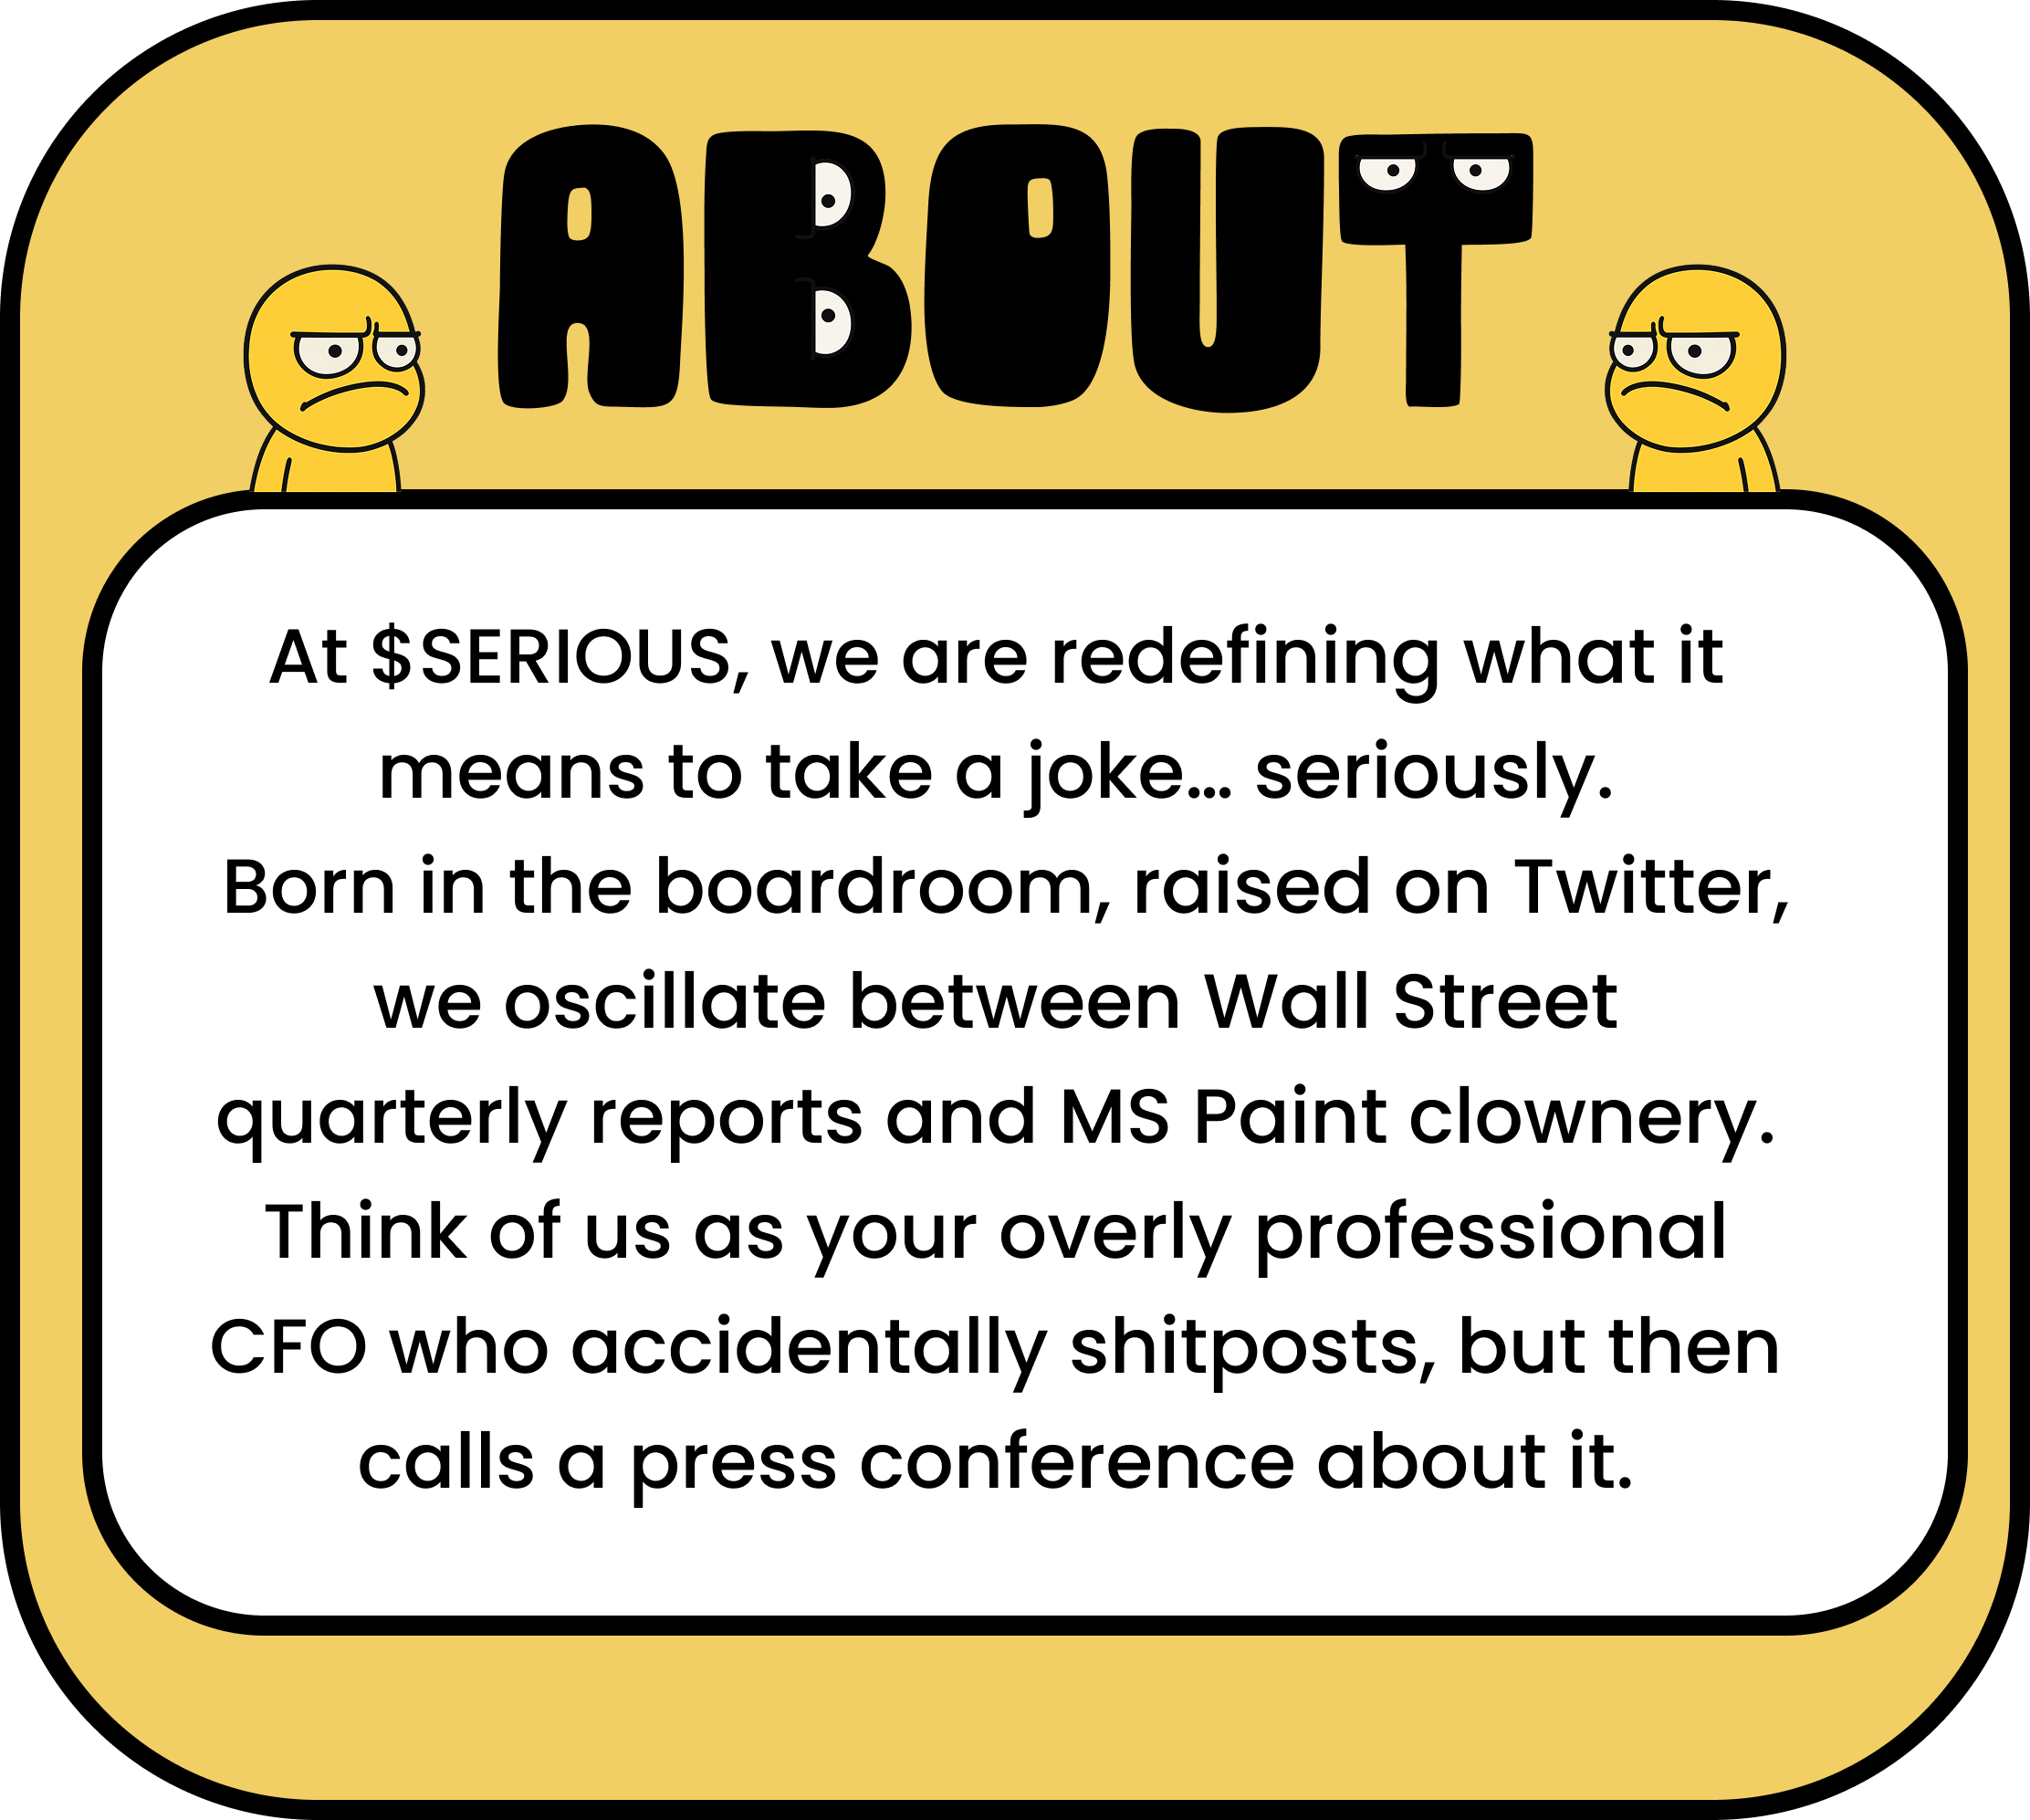 ABOUT
At $SERIOUS, we are redefining what it
means to take a joke… seriously.
Born in the boardroom, raised on Twitter,
we oscillate between Wall Street
quarterly reports and MS Paint clownery.
Think of us as your overly professional
CFO who accidentally shitposts, but then
calls a press conference about it.